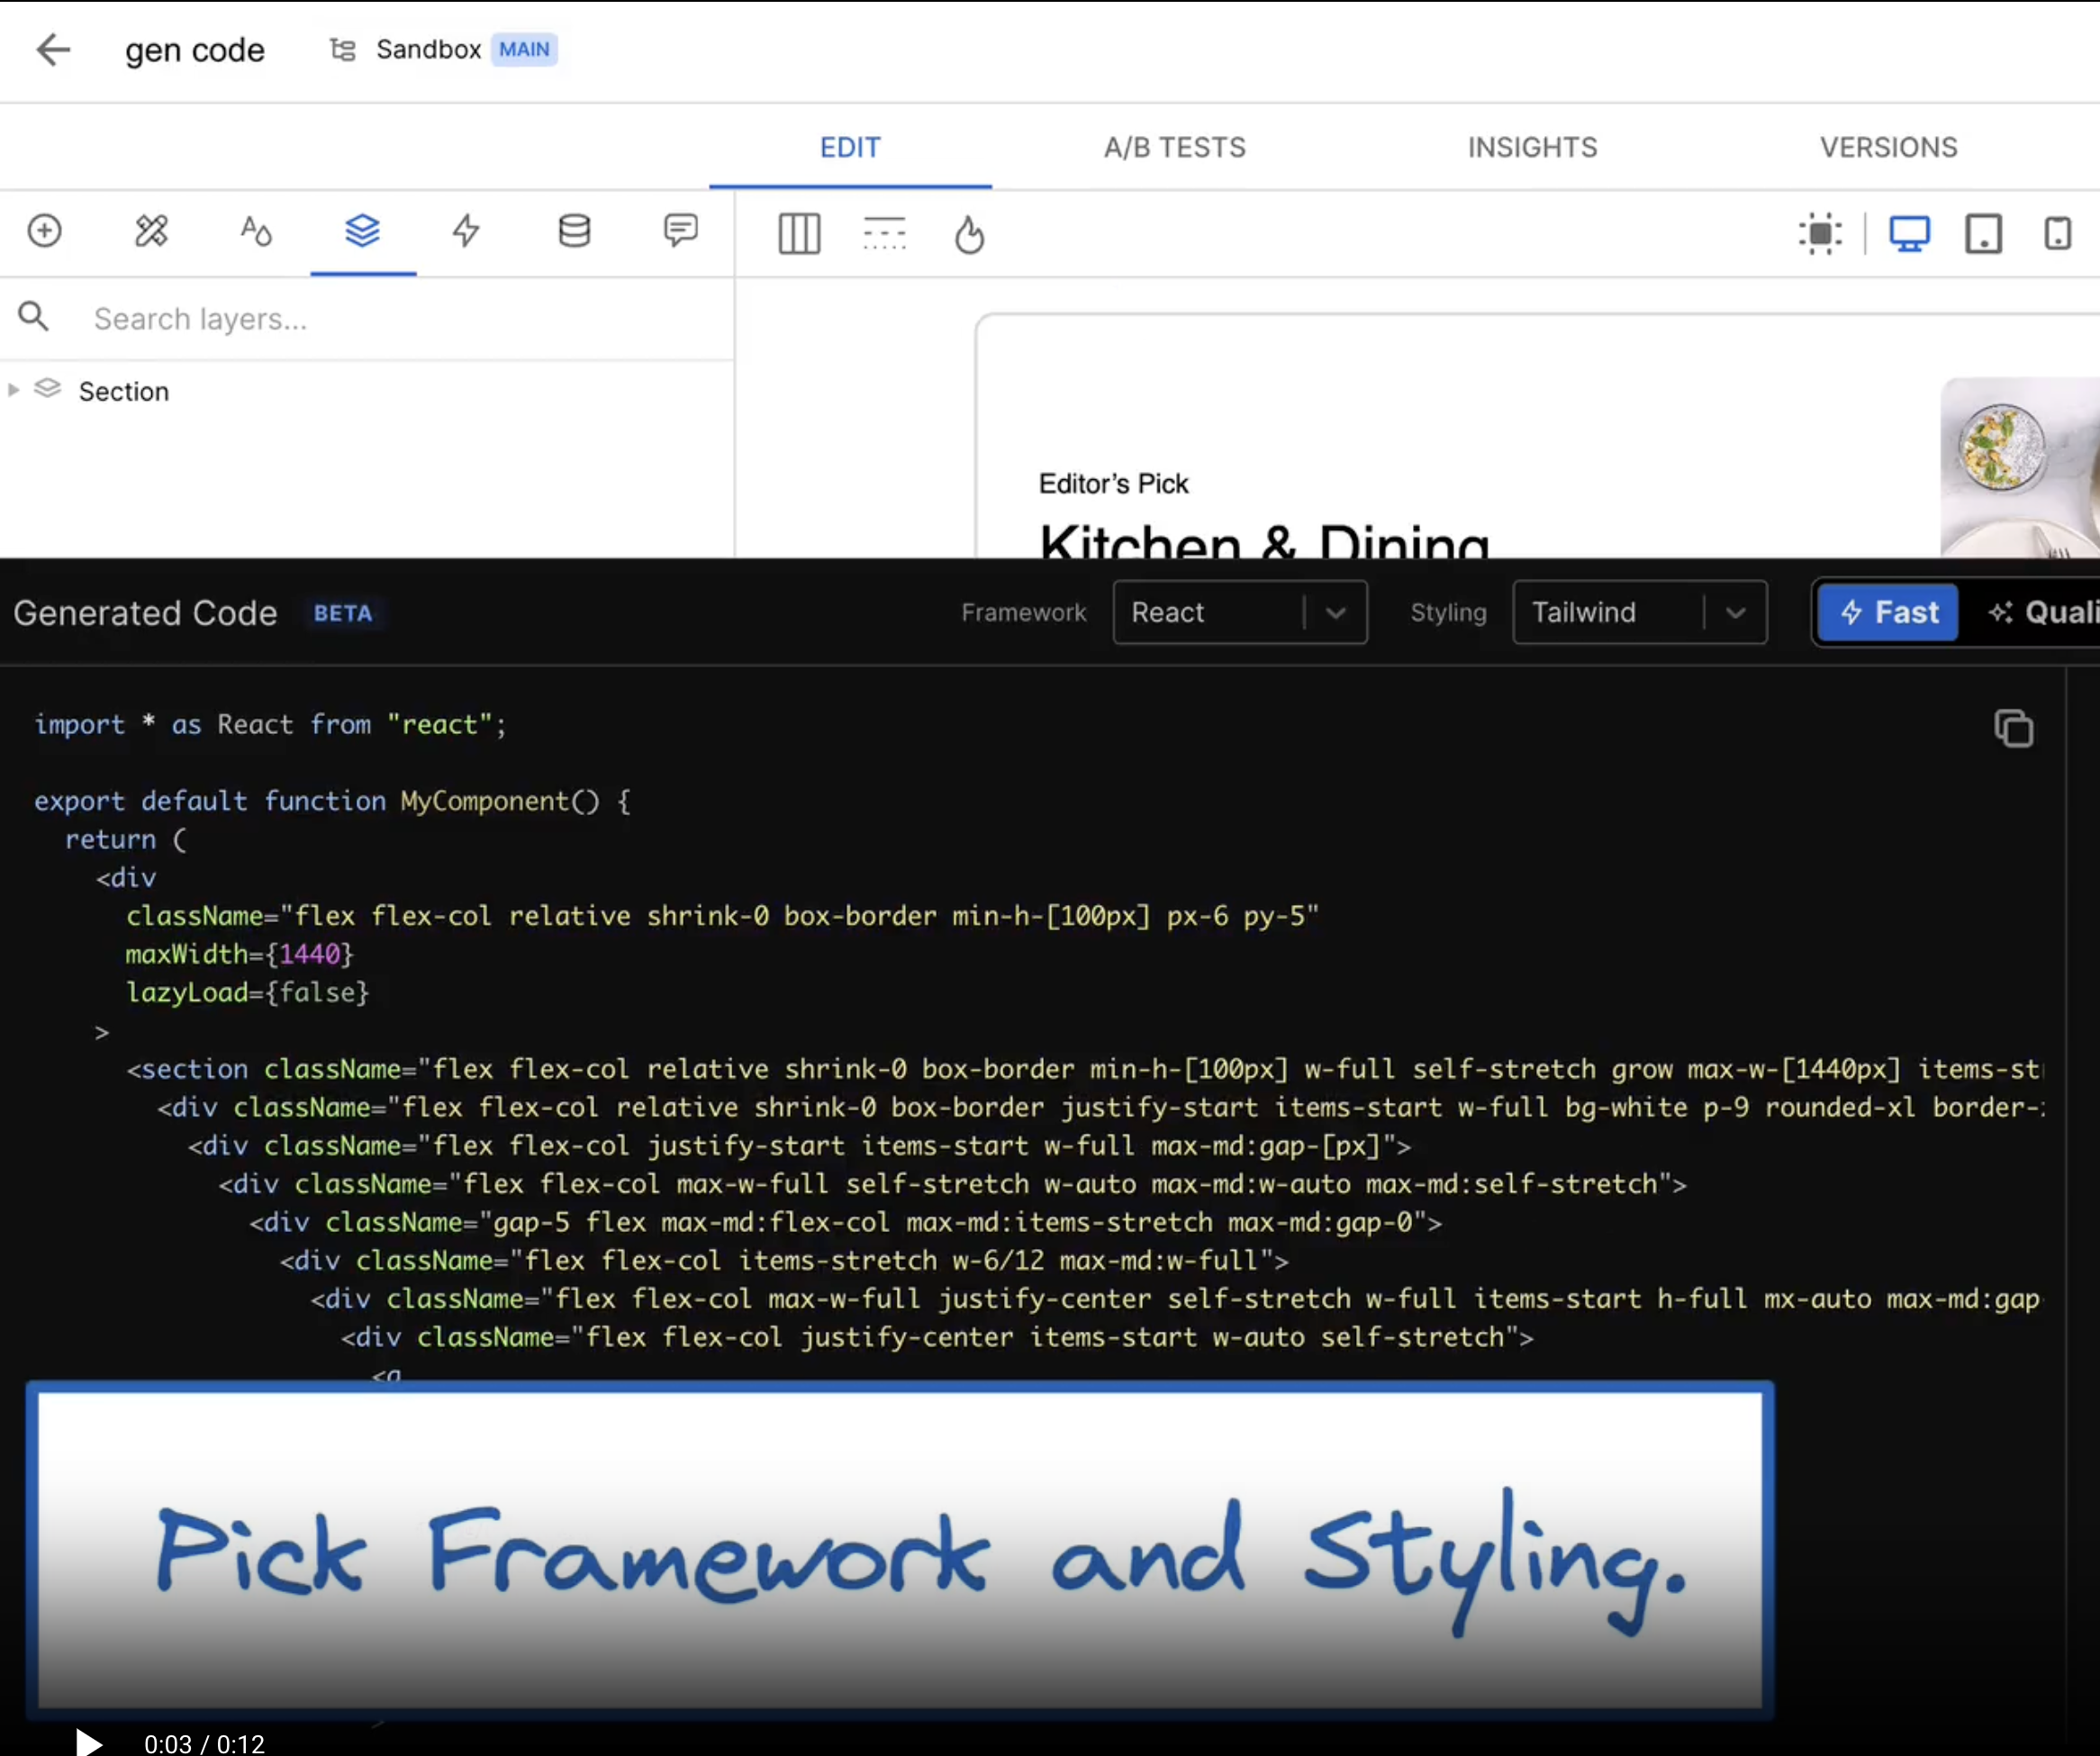 gen code Sandbox MAIN
EDIT A/B TESTS INSIGHTS VERSIONS
Search layers...
Section
Editor’s Pick
Kitchen & Dining
Generated Code BETA Framework React Styling Tailwind Fast Quali
import * as React from "react";
export default function MyComponent() {
return (
<div
className="flex flex-col relative shrink-0 box-border min-h-[100px] px-6 py-5"
maxWidth={1440}
lazyLoad={false}
>
<section className="flex flex-col relative shrink-0 box-border min-h-[100px] w-full self-stretch grow max-w-[1440px] items-st
<div className="flex flex-col relative shrink-0 box-border justify-start items-start w-full bg-white p-9 rounded-xl border-
<div className="flex flex-col justify-start items-start w-full max-md:gap-[px]">
<div className="flex flex-col max-w-full self-stretch w-auto max-md:w-auto max-md:self-stretch">
<div className="gap-5 flex max-md:flex-col max-md:items-stretch max-md:gap-0">
<div className="flex flex-col items-stretch w-6/12 max-md:w-full">
<div className="flex flex-col max-w-full justify-center self-stretch w-full items-start h-full mx-auto max-md:gap
<div className="flex flex-col justify-center items-start w-auto self-stretch">
<a
Pick Framework and Styling.
0:03 / 0:12